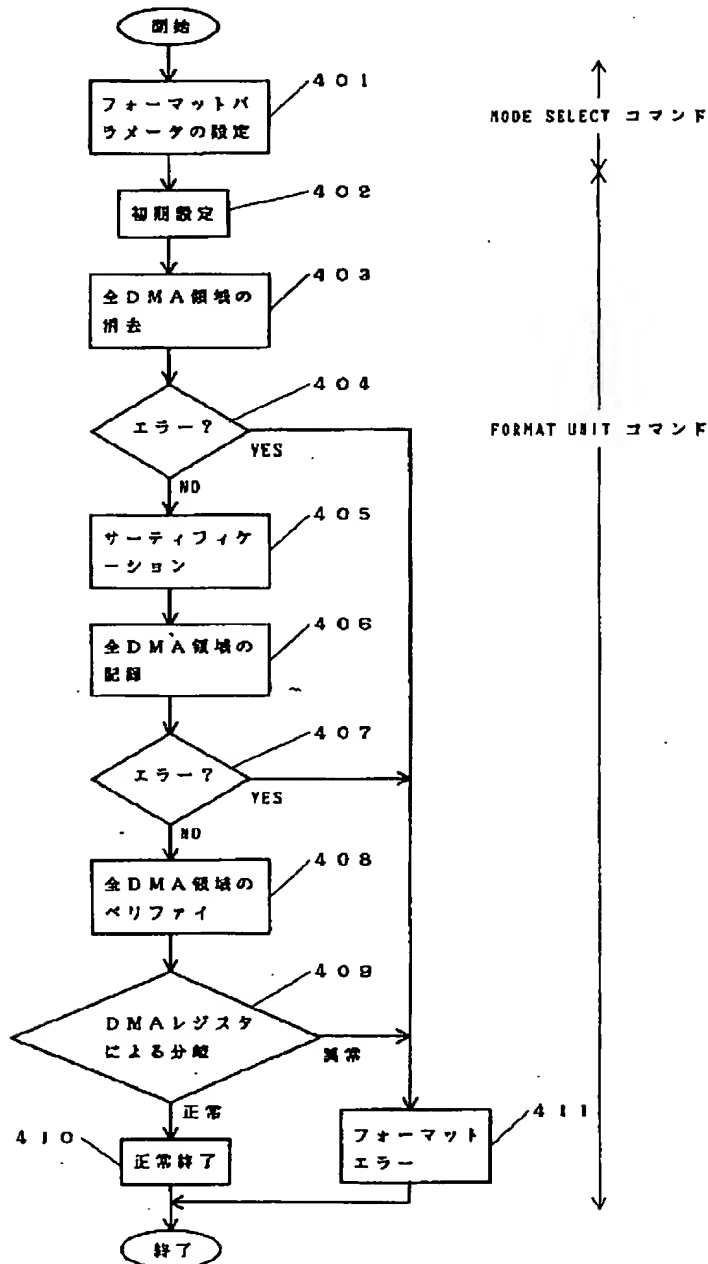 開始
401
フォーマットパ
ラメータの設定
MODE SELECT コマンド
402
初期設定
403
全DMA領域の
消去
404
エラー?
YES
NO
FORMAT UNIT コマンド
405
サーティフィケ
ーション
406
全DMA領域の
記録
407
エラー?
YES
NO
408
全DMA領域の
ベリファイ
409
DMAレジスタ
による分岐
異常
正常
410
正常終了
411
フォーマット
エラー
終了